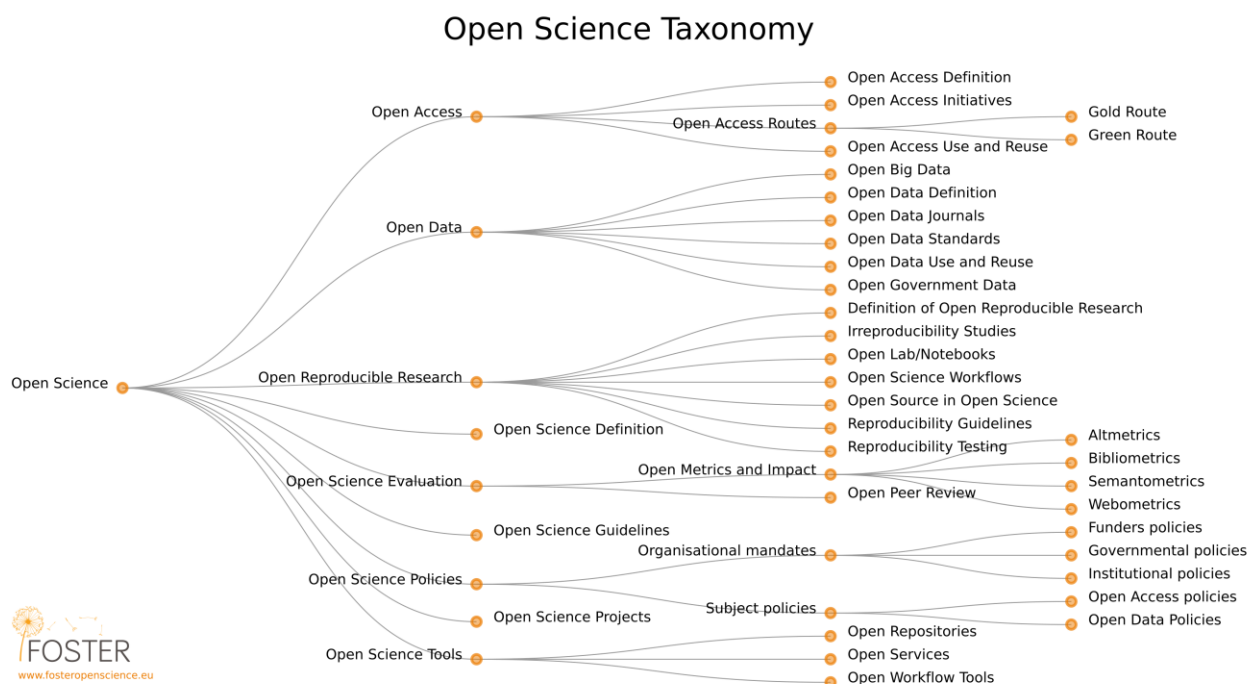 Open Science Taxonomy
Open Science
Open Access
Open Access Definition
Open Access Initiatives
Open Access Routes
Gold Route
Green Route
Open Access Use and Reuse
Open Data
Open Big Data
Open Data Definition
Open Data Journals
Open Data Standards
Open Data Use and Reuse
Open Government Data
Open Reproducible Research
Definition of Open Reproducible Research
Irreproducibility Studies
Open Lab/Notebooks
Open Science Workflows
Open Source in Open Science
Reproducibility Guidelines
Reproducibility Testing
Open Science Definition
Open Science Evaluation
Open Metrics and Impact
Altmetrics
Bibliometrics
Semantometrics
Webometrics
Open Peer Review
Open Science Guidelines
Open Science Policies
Organisational mandates
Funders policies
Governmental policies
Institutional policies
Subject policies
Open Access policies
Open Data Policies
Open Science Projects
Open Science Tools
Open Repositories
Open Services
Open Workflow Tools
FOSTER
www.fosteropenscience.eu